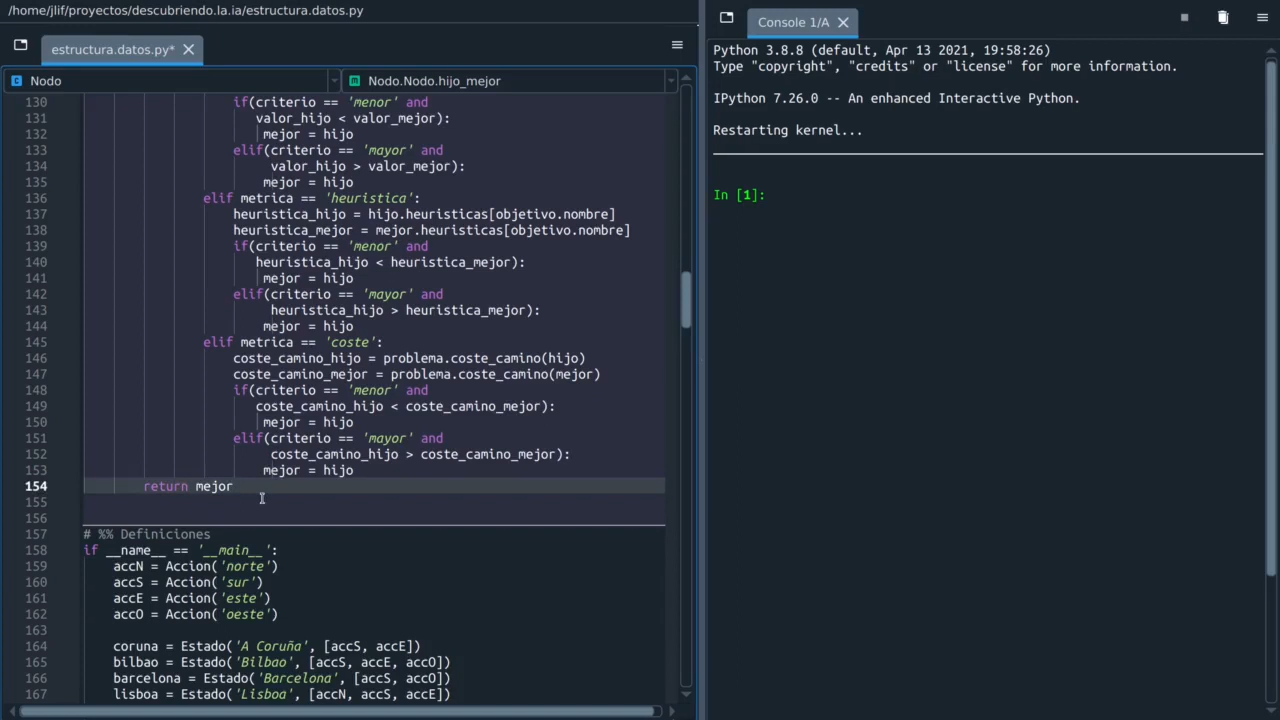 /home/jlif/proyectos/descubriendo.la.ia/estructura.datos.py
estructura.datos.py*
Nodo
Nodo.Nodo.hijo_mejor
130 if(criterio == 'menor' and
131 valor_hijo < valor_mejor):
132 mejor = hijo
133 elif(criterio == 'mayor' and
134 valor_hijo > valor_mejor):
135 mejor = hijo
136 elif metrica == 'heuristica':
137 heuristica_hijo = hijo.heuristicas[objetivo.nombre]
138 heuristica_mejor = mejor.heuristicas[objetivo.nombre]
139 if(criterio == 'menor' and
140 heuristica_hijo < heuristica_mejor):
141 mejor = hijo
142 elif(criterio == 'mayor' and
143 heuristica_hijo > heuristica_mejor):
144 mejor = hijo
145 elif metrica == 'coste':
146 coste_camino_hijo = problema.coste_camino(hijo)
147 coste_camino_mejor = problema.coste_camino(mejor)
148 if(criterio == 'menor' and
149 coste_camino_hijo < coste_camino_mejor):
150 mejor = hijo
151 elif(criterio == 'mayor' and
152 coste_camino_hijo > coste_camino_mejor):
153 mejor = hijo
154 return mejor
155
156
157 # %% Definiciones
158 if __name__ == '__main__':
159 accN = Accion('norte')
160 accS = Accion('sur')
161 accE = Accion('este')
162 accO = Accion('oeste')
163
164 coruna = Estado('A Coruña', [accS, accE])
165 bilbao = Estado('Bilbao', [accS, accE, accO])
166 barcelona = Estado('Barcelona', [accS, accO])
167 lisboa = Estado('Lisboa', [accN, accS, accE])
Console 1/A
Python 3.8.8 (default, Apr 13 2021, 19:58:26)
Type "copyright", "credits" or "license" for more information.
IPython 7.26.0 -- An enhanced Interactive Python.
Restarting kernel...
In [1]: